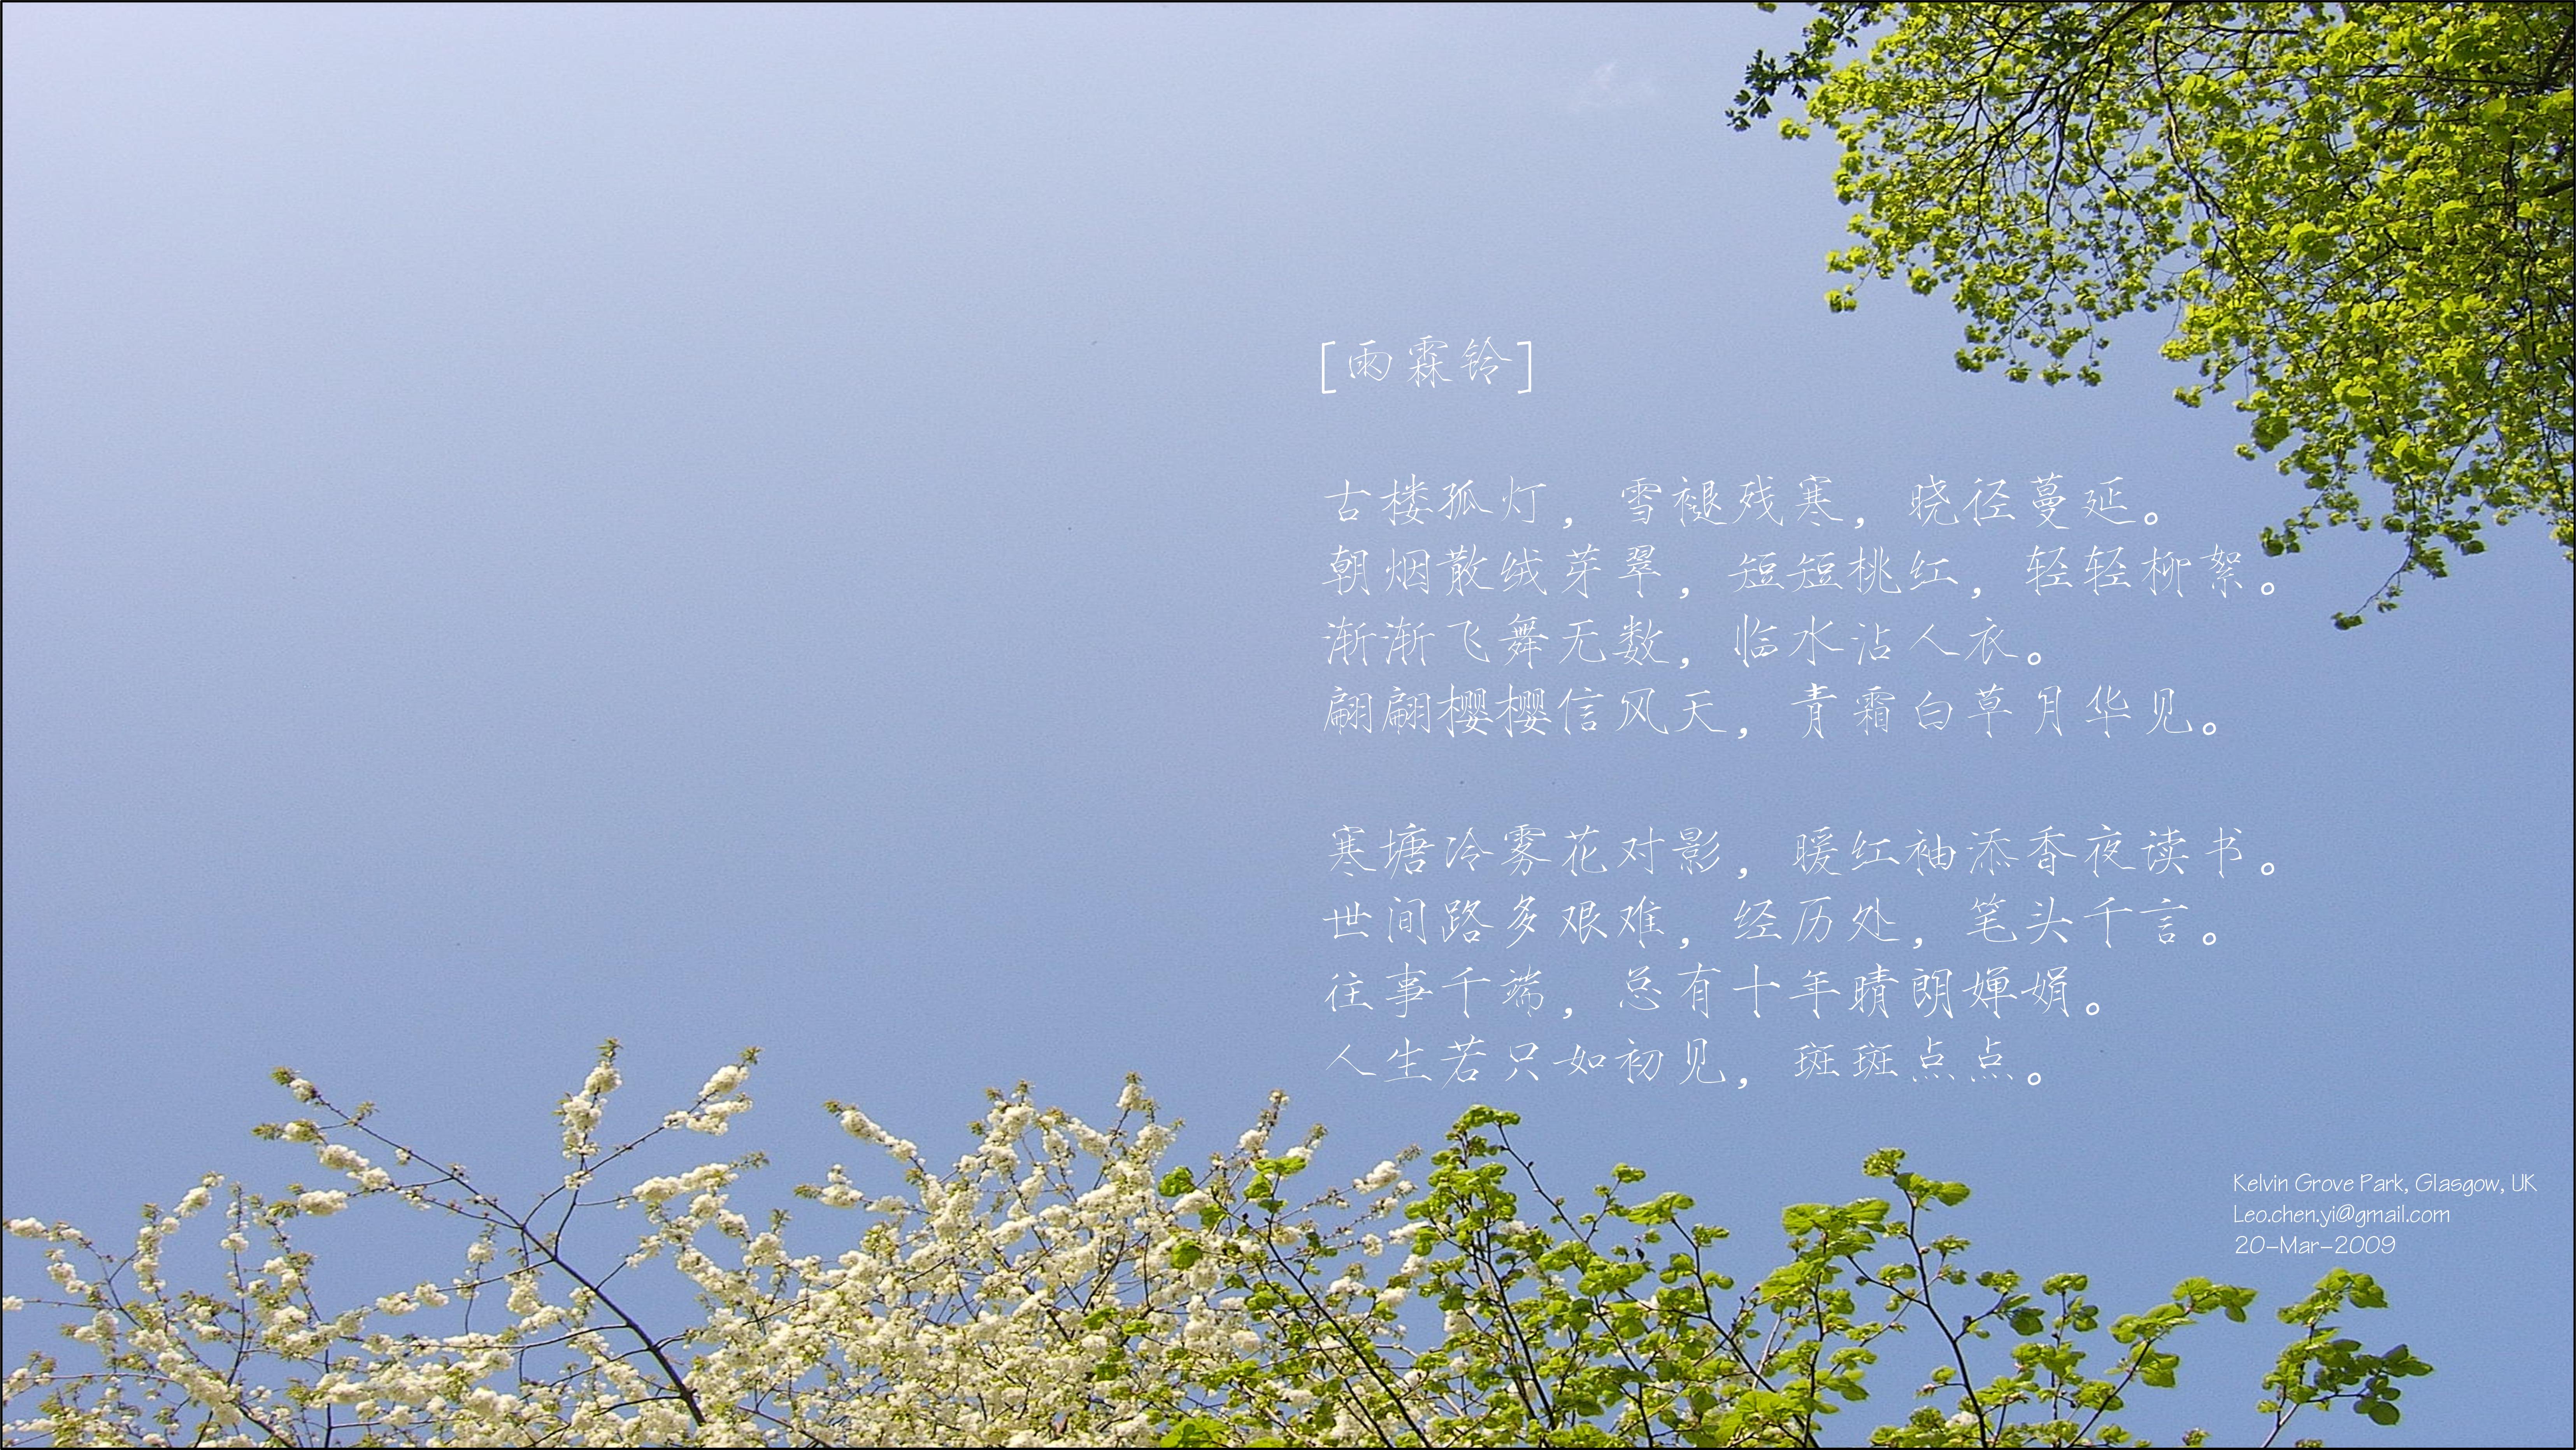 [雨霖铃]
古楼孤灯，雪褪残寒，晓径蔓延。
朝烟散绒芽翠，短短桃红，轻轻柳絮。
渐渐飞舞无数，临水沾人衣。
翩翩樱樱信风天，青霜白草月华见。
寒塘冷雾花对影，暖红袖添香夜读书。
世间路多艰难，经历处，笔头千言。
往事千端，总有十年晴朗婵娟。
人生若只如初见，斑斑点点。
Kelvin Grove Park, Glasgow, UK
Leo.chen.yi@gmail.com
20-Mar-2009